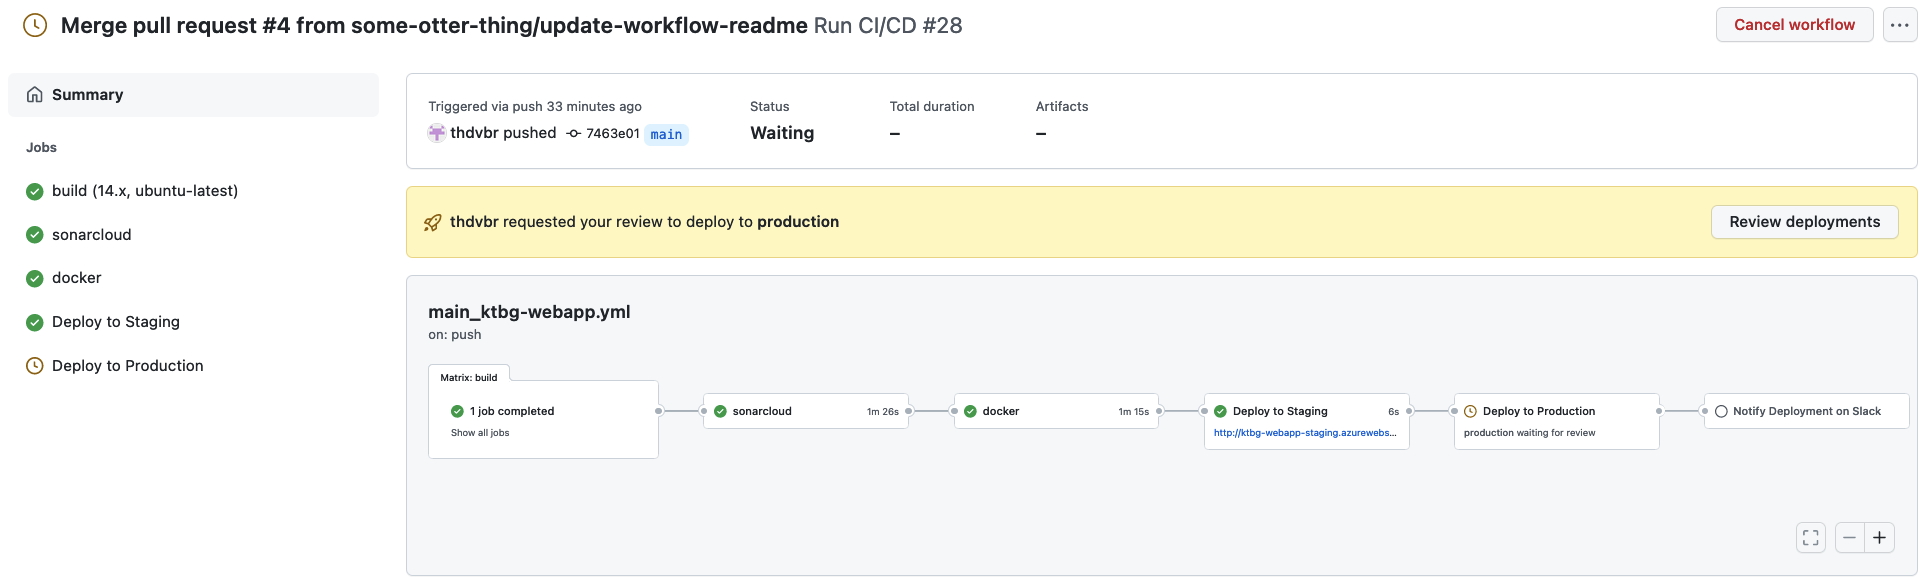 Merge pull request #4 from some-otter-thing/update-workflow-readme Run CI/CD #28
Cancel workflow
Summary
Jobs
build (14.x, ubuntu-latest)
sonarcloud
docker
Deploy to Staging
Deploy to Production
Triggered via push 33 minutes ago
thdvbr pushed 7463e01 main
Status
Waiting
Total duration
–
Artifacts
–
thdvbr requested your review to deploy to production
Review deployments
main_ktbg-webapp.yml
on: push
Matrix: build
1 job completed
Show all jobs
sonarcloud 1m 26s
docker 1m 15s
Deploy to Staging 6s
http://ktbg-webapp-staging.azurewebs...
Deploy to Production
production waiting for review
Notify Deployment on Slack